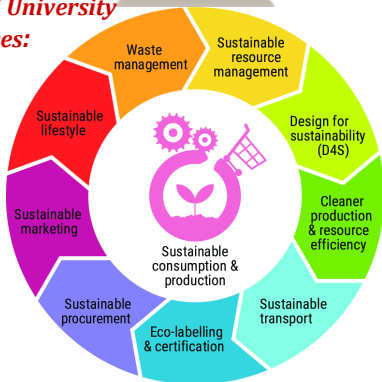 University
es:
Waste
management
Sustainable
resource
management
Design for
sustainability
(D4S)
Cleaner
production
& resource
efficiency
Sustainable
transport
Eco-labelling
& certification
Sustainable
procurement
Sustainable
marketing
Sustainable
lifestyle
Sustainable
consumption &
production